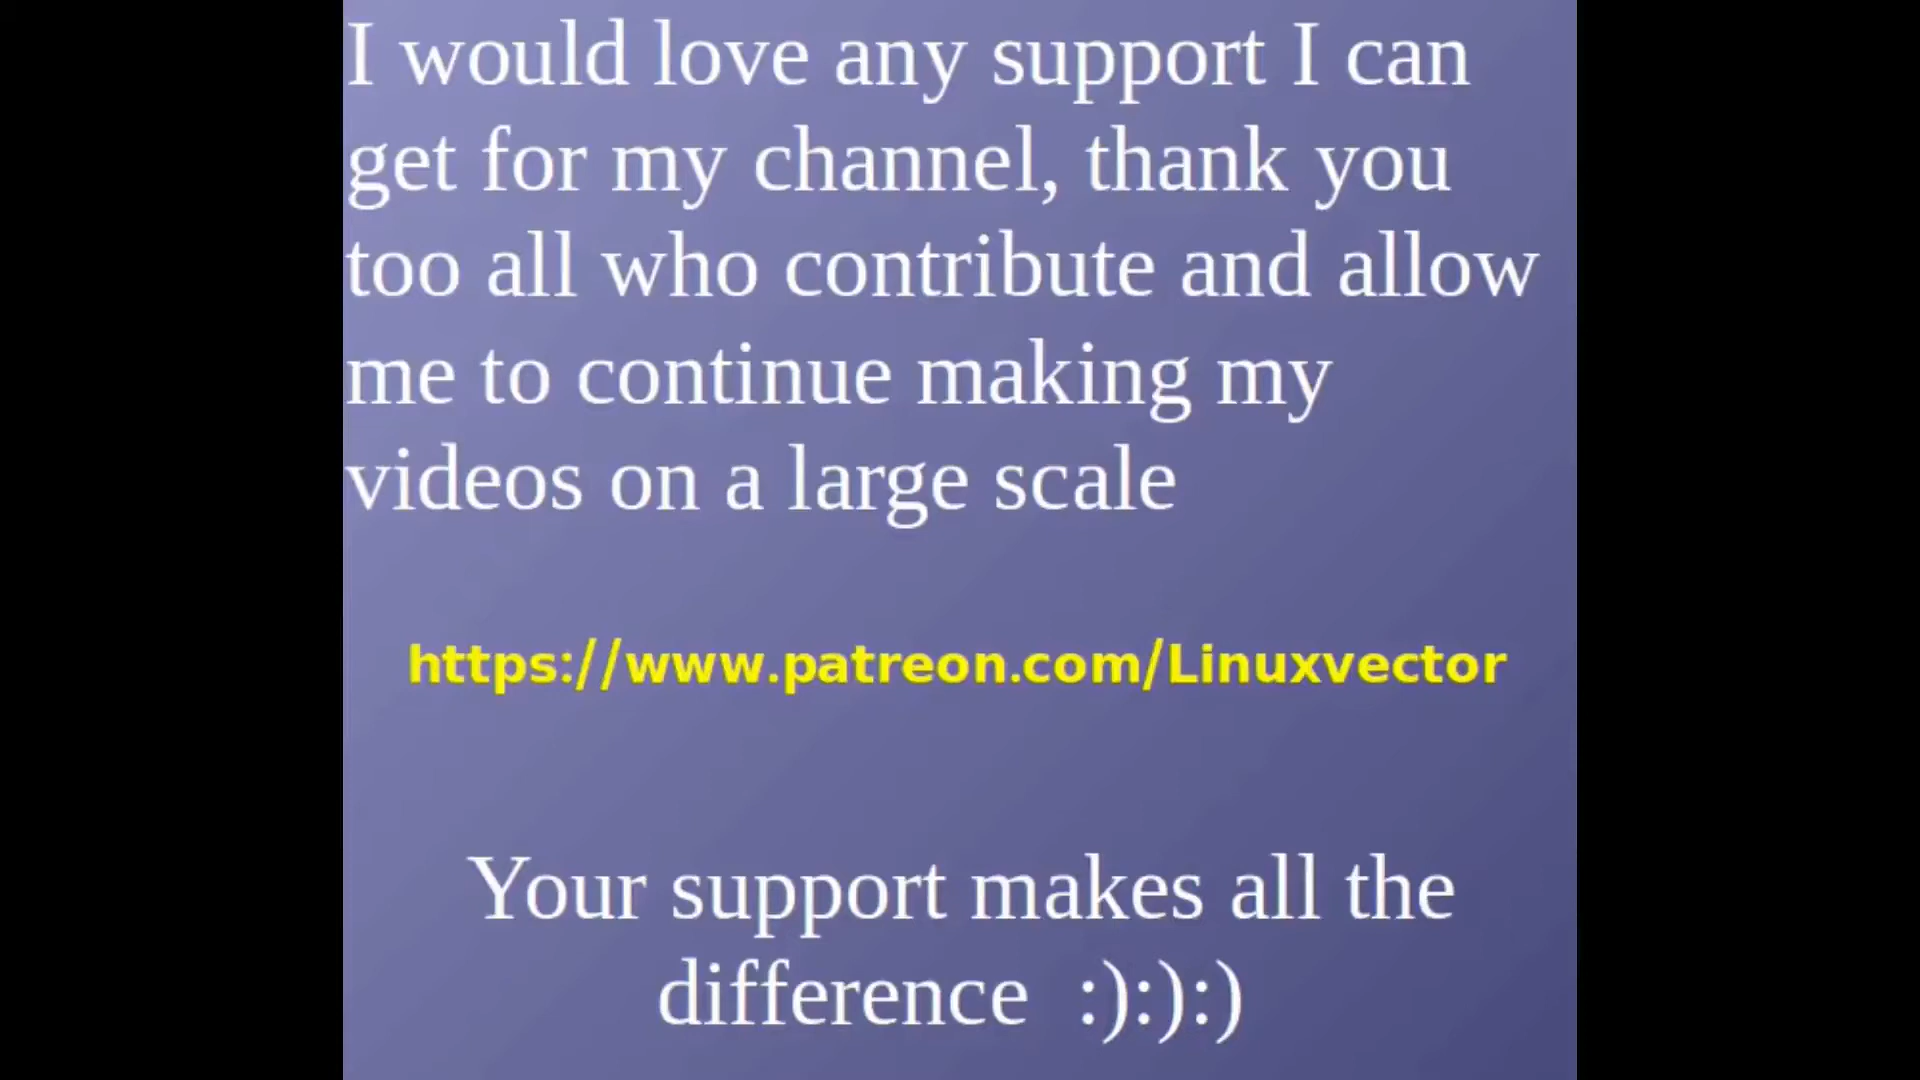 I would love any support I can
get for my channel, thank you
too all who contribute and allow
me to continue making my
videos on a large scale
https://www.patreon.com/Linuxvector
Your support makes all the
difference  :):):)